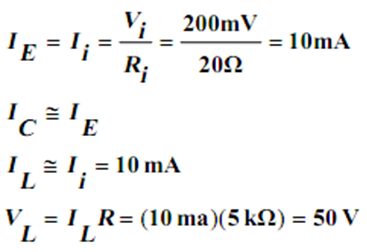 I_E = I_i = V_i / R_i = 200mV / 20Ω = 10mA
I_C ≅ I_E
I_L ≅ I_i = 10 mA
V_L = I_L R = (10 ma)(5 kΩ) = 50 V